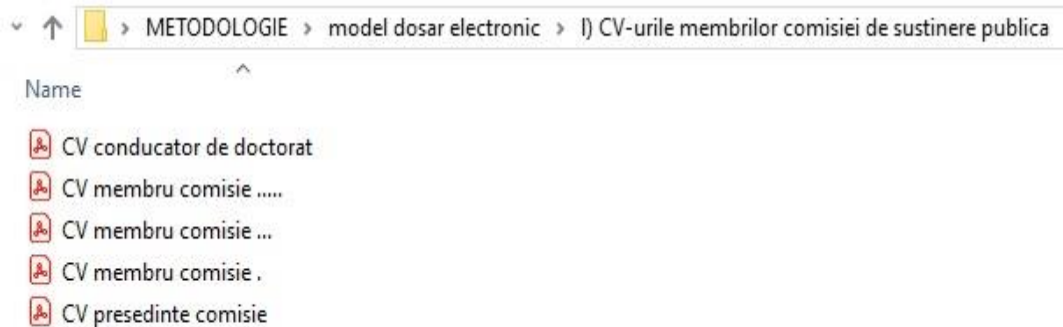 METODOLOGIE > model dosar electronic > l) CV-urile membrilor comisiei de sustinere publica
Name
CV conducator de doctorat
CV membru comisie .....
CV membru comisie ...
CV membru comisie .
CV presedinte comisie